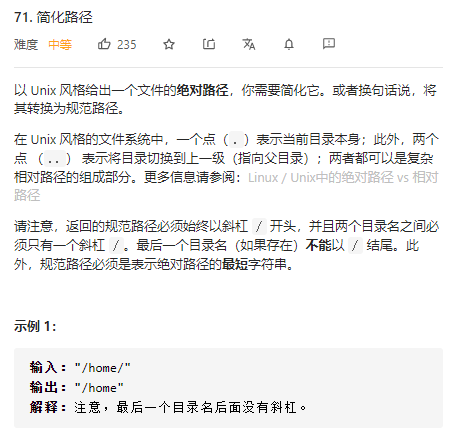 71. 简化路径
难度 中等 235
以 Unix 风格给出一个文件的绝对路径，你需要简化它。或者换句话说，将
其转换为规范路径。
在 Unix 风格的文件系统中，一个点（.）表示当前目录本身；此外，两个
点 （..） 表示将目录切换到上一级（指向父目录）；两者都可以是复杂
相对路径的组成部分。更多信息请参阅：Linux / Unix中的绝对路径 vs 相对
路径
请注意，返回的规范路径必须始终以斜杠 / 开头，并且两个目录名之间必
须只有一个斜杠 /。最后一个目录名（如果存在）不能以 / 结尾。此
外，规范路径必须是表示绝对路径的最短字符串。
示例 1：
输入："/home/"
输出："/home"
解释：注意，最后一个目录名后面没有斜杠。